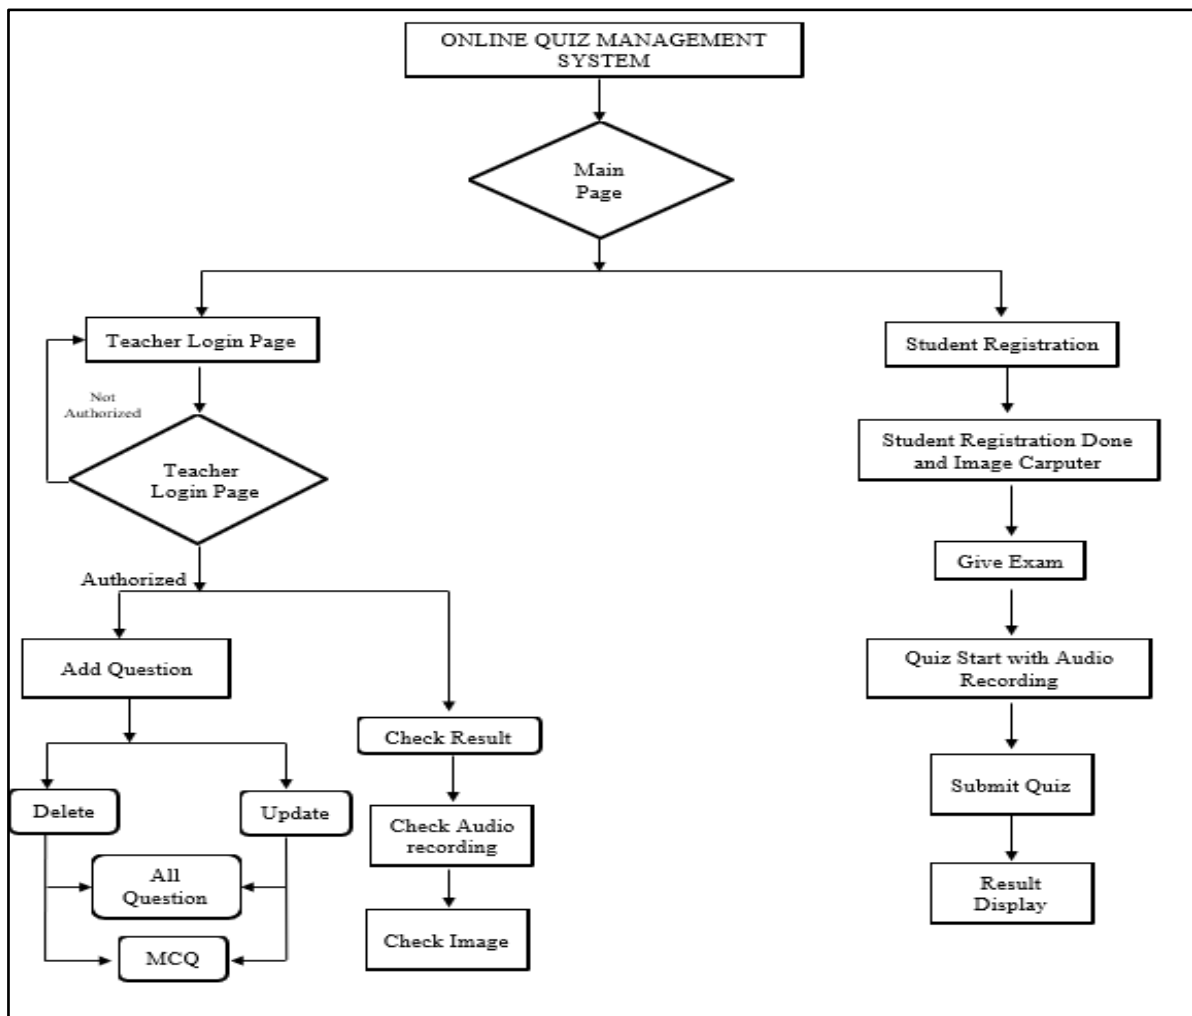 ONLINE QUIZ MANAGEMENT
SYSTEM
Main
Page
Teacher Login Page
Not
Authorized
Teacher
Login Page
Authorized
Add Question
Delete
Update
All
Question
MCQ
Check Result
Check Audio
recording
Check Image
Student Registration
Student Registration Done
and Image Carputer
Give Exam
Quiz Start with Audio
Recording
Submit Quiz
Result
Display